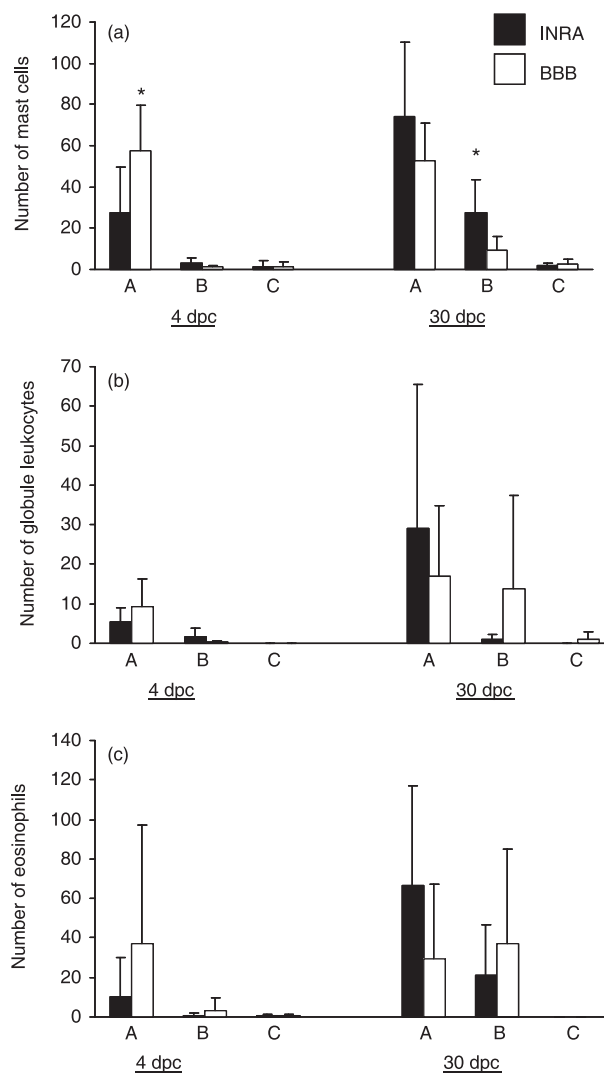 (a)
INRA
BBB
Number of mast cells
120
100
80
60
40
20
0
*
*
A B C A B C
4 dpc 30 dpc
(b)
Number of globule leukocytes
70
60
50
40
30
20
10
0
A B C A B C
4 dpc 30 dpc
(c)
Number of eosinophils
140
120
100
80
60
40
20
0
A B C A B C
4 dpc 30 dpc